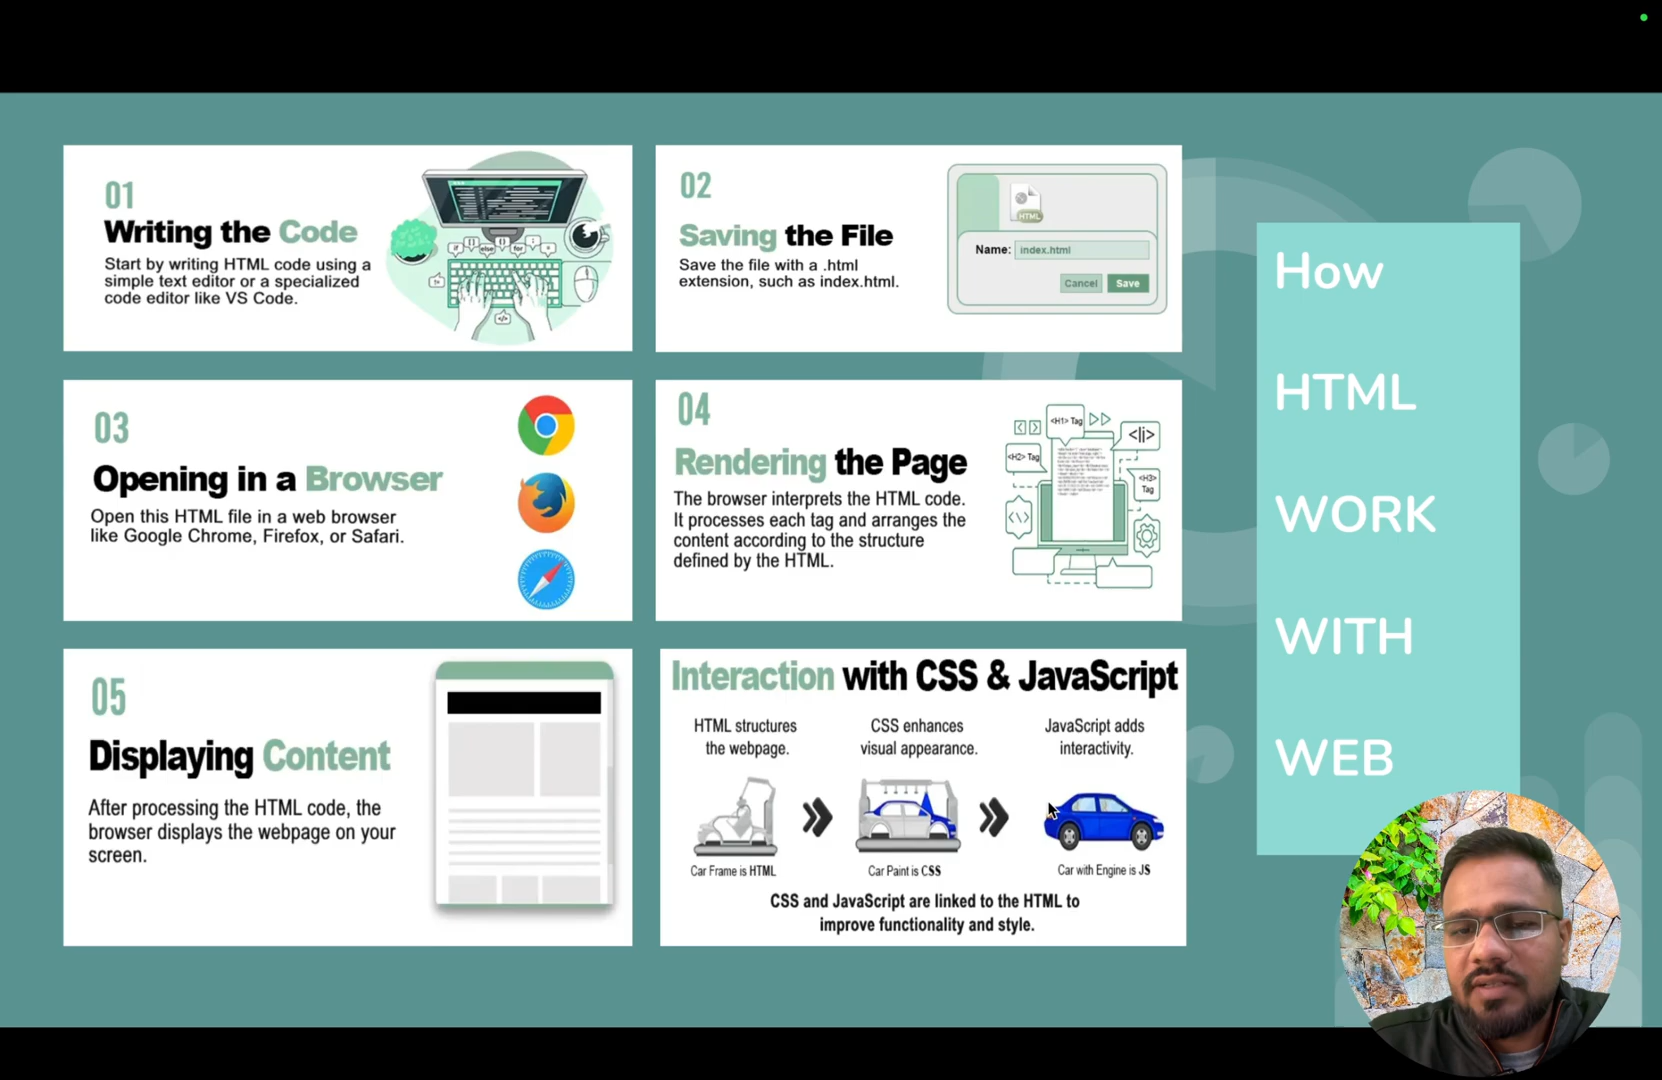 01
Writing the Code
Start by writing HTML code using a
simple text editor or a specialized
code editor like VS Code.
if
else
for
</>
02
Saving the File
Save the file with a .html
extension, such as index.html.
HTML
Name: index.html
Cancel Save
03
Opening in a Browser
Open this HTML file in a web browser
like Google Chrome, Firefox, or Safari.
04
Rendering the Page
The browser interprets the HTML code.
It processes each tag and arranges the
content according to the structure
defined by the HTML.
<H1> Tag
<li>
<H2> Tag
<H3>
Tag
05
Displaying Content
After processing the HTML code, the
browser displays the webpage on your
screen.
Interaction with CSS & JavaScript
HTML structures
the webpage.
CSS enhances
visual appearance.
JavaScript adds
interactivity.
Car Frame is HTML
Car Paint is CSS
Car with Engine is JS
CSS and JavaScript are linked to the HTML to
improve functionality and style.
How
HTML
WORK
WITH
WEB